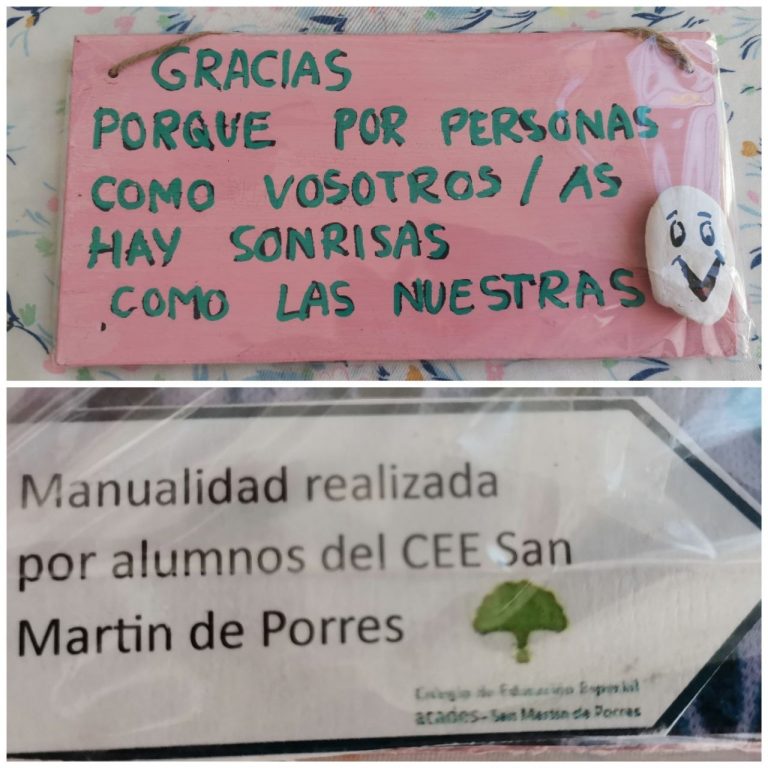 GRACIAS
PORQUE POR PERSONAS
COMO VOSOTROS / AS
HAY SONRISAS
COMO LAS NUESTRAS
Manualidad realizada
por alumnos del CEE San
Martin de Porres
Colegio de Educación Especial
acades - San Martín de Porres